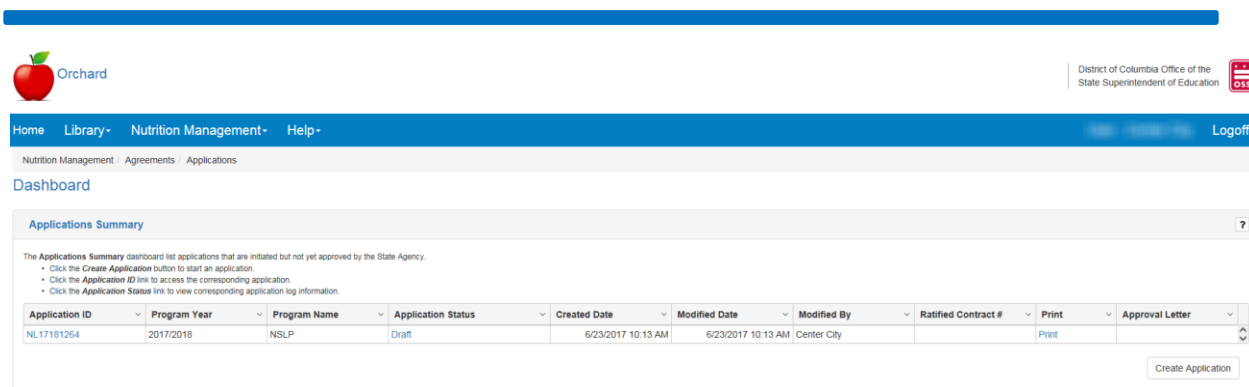 Orchard
District of Columbia Office of the
State Superintendent of Education
OSS
Home Library Nutrition Management Help Logoff
Nutrition Management / Agreements / Applications
Dashboard
Applications Summary ?
The Applications Summary dashboard list applications that are initiated but not yet approved by the State Agency.
• Click the Create Application button to start an application.
• Click the Application ID link to access the corresponding application.
• Click the Application Status link to view corresponding application log information.
Application ID Program Year Program Name Application Status Created Date Modified Date Modified By Ratified Contract # Print Approval Letter
NL17181264 2017/2018 NSLP Draft 6/23/2017 10:13 AM 6/23/2017 10:13 AM Center City Print
Create Application